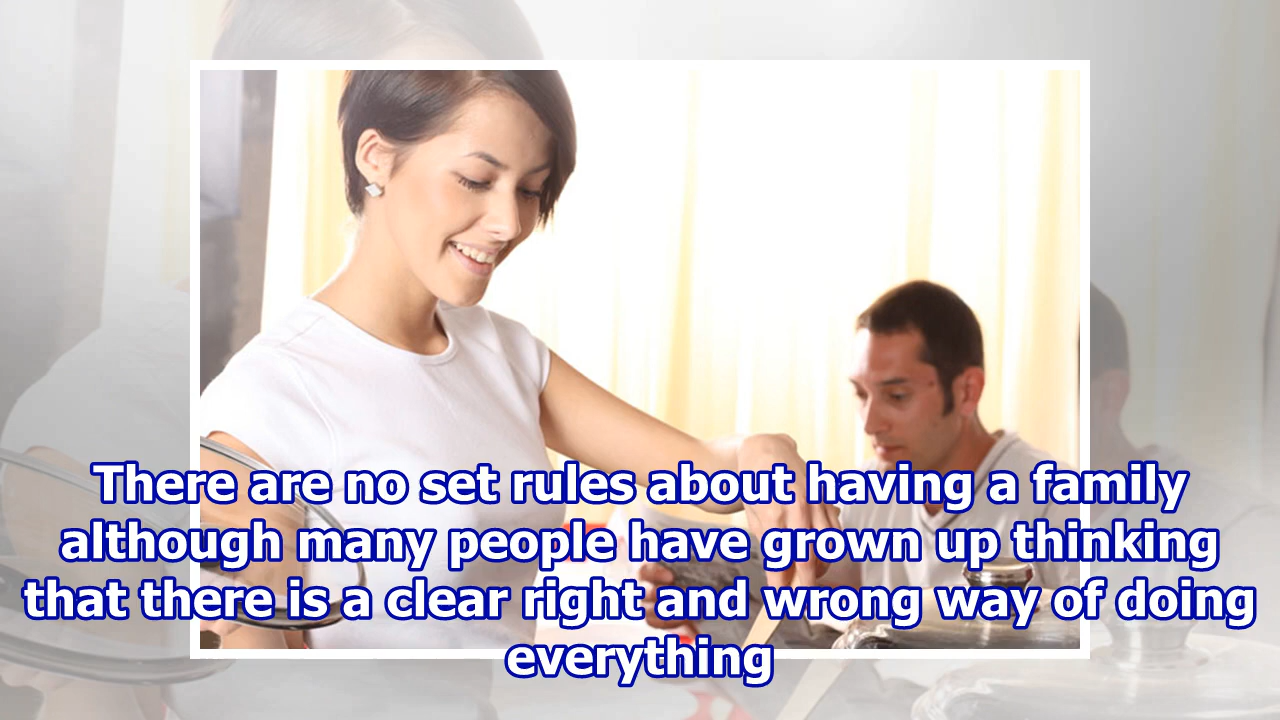 There are no set rules about having a family
although many people have grown up thinking
that there is a clear right and wrong way of doing
everything